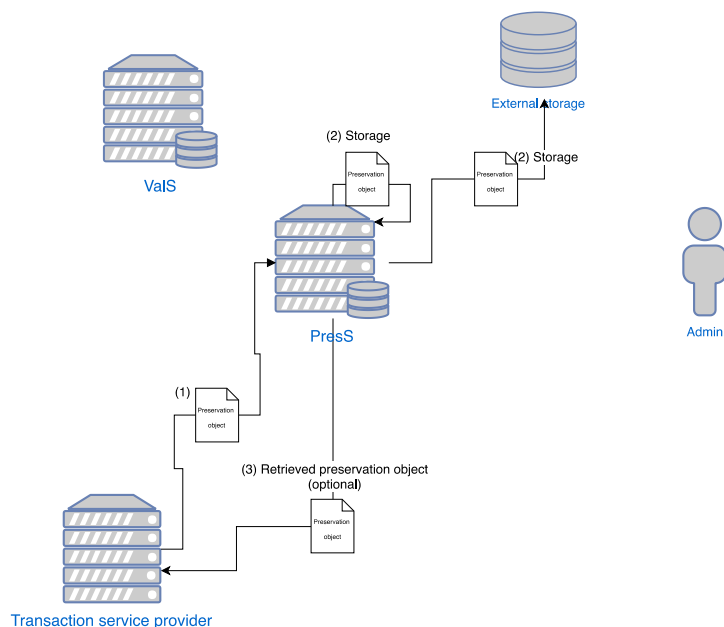 External storage
(2) Storage
(2) Storage
Preservation
object
Preservation
object
ValS
Admin
PresS
(1)
Preservation
object
(3) Retrieved preservation object
(optional)
Preservation
object
Transaction service provider